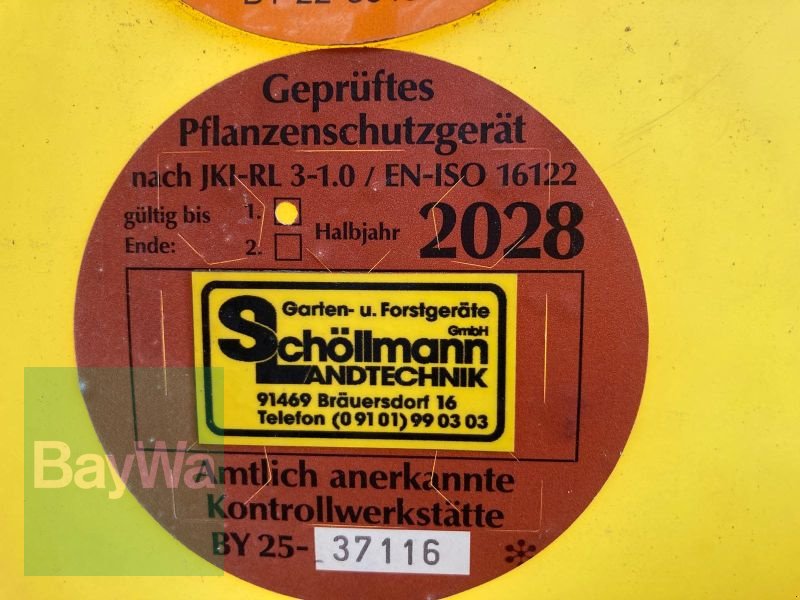 Geprüftes
Pflanzenschutzgerät
nach JKI-RL 3-1.0 / EN-ISO 16122
gültig bis 1. Halbjahr 2028
Ende: 2.
Garten- u. Forstgeräte
Schöllmann GmbH
LANDTECHNIK
91469 Bräuersdorf 16
Telefon (0 91 01) 99 03 03
BayWa
Amtlich anerkannte
Kontrollwerkstätte
BY 25- 37116